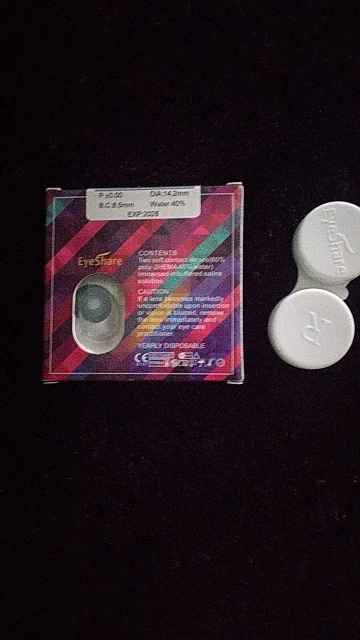 P:±0.00 DIA:14.2mm
B.C:8.5mm Water:40%
EXP:2026
EyeShare
CONTENTS
Two soft contact lenses(60%
poly-2HEMA 40% water)
Immersed in buffered saline
solution.
CAUTION
If a lens becomes markedly
uncomfortable upon insertion
or vision is blurred, remove
the lens immediately and
contact your eye care
practitioner.
YEARLY DISPOSABLE
CE
EyeShare